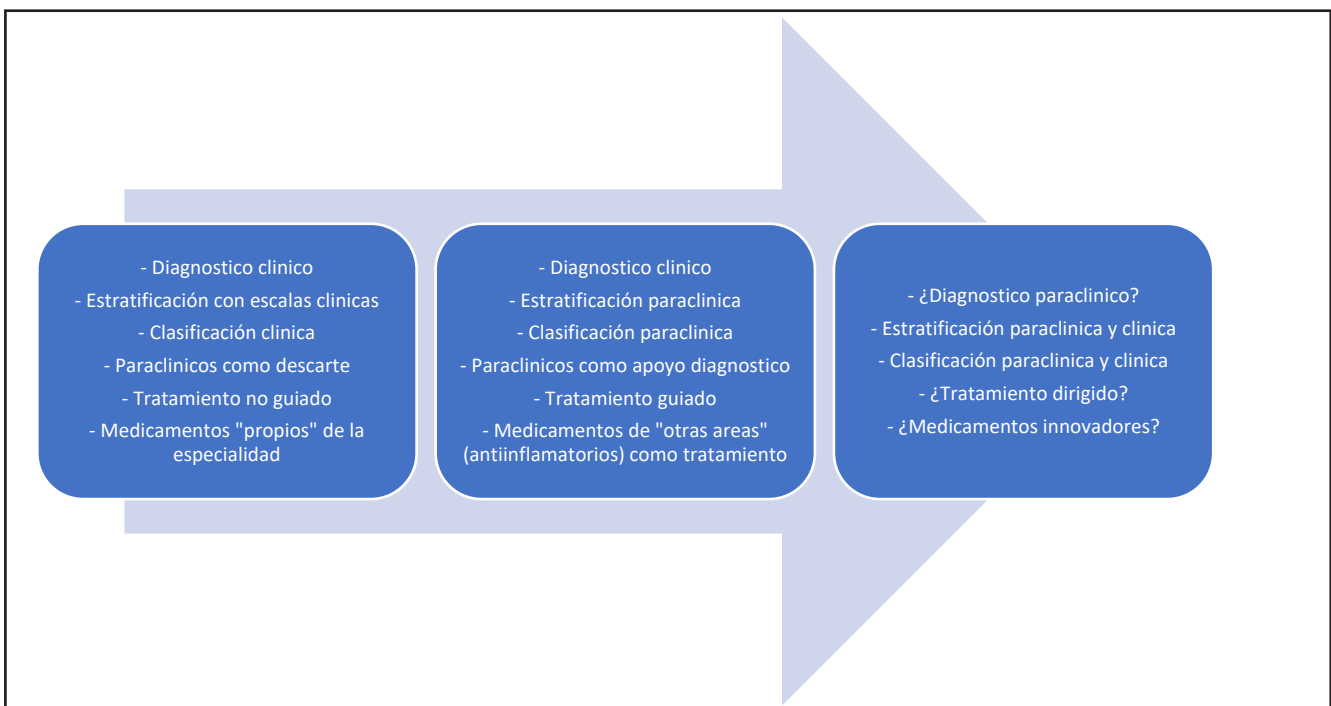 - Diagnostico clinico
- Estratificación con escalas clinicas
- Clasificación clinica
- Paraclinicos como descarte
- Tratamiento no guiado
- Medicamentos "propios" de la
especialidad
- Diagnostico clinico
- Estratificación paraclinica
- Clasificación paraclinica
- Paraclinicos como apoyo diagnostico
- Tratamiento guiado
- Medicamentos de "otras areas"
(antiinflamatorios) como tratamiento
- ¿Diagnostico paraclinico?
- Estratificación paraclinica y clinica
- Clasificación paraclinica y clinica
- ¿Tratamiento dirigido?
- ¿Medicamentos innovadores?